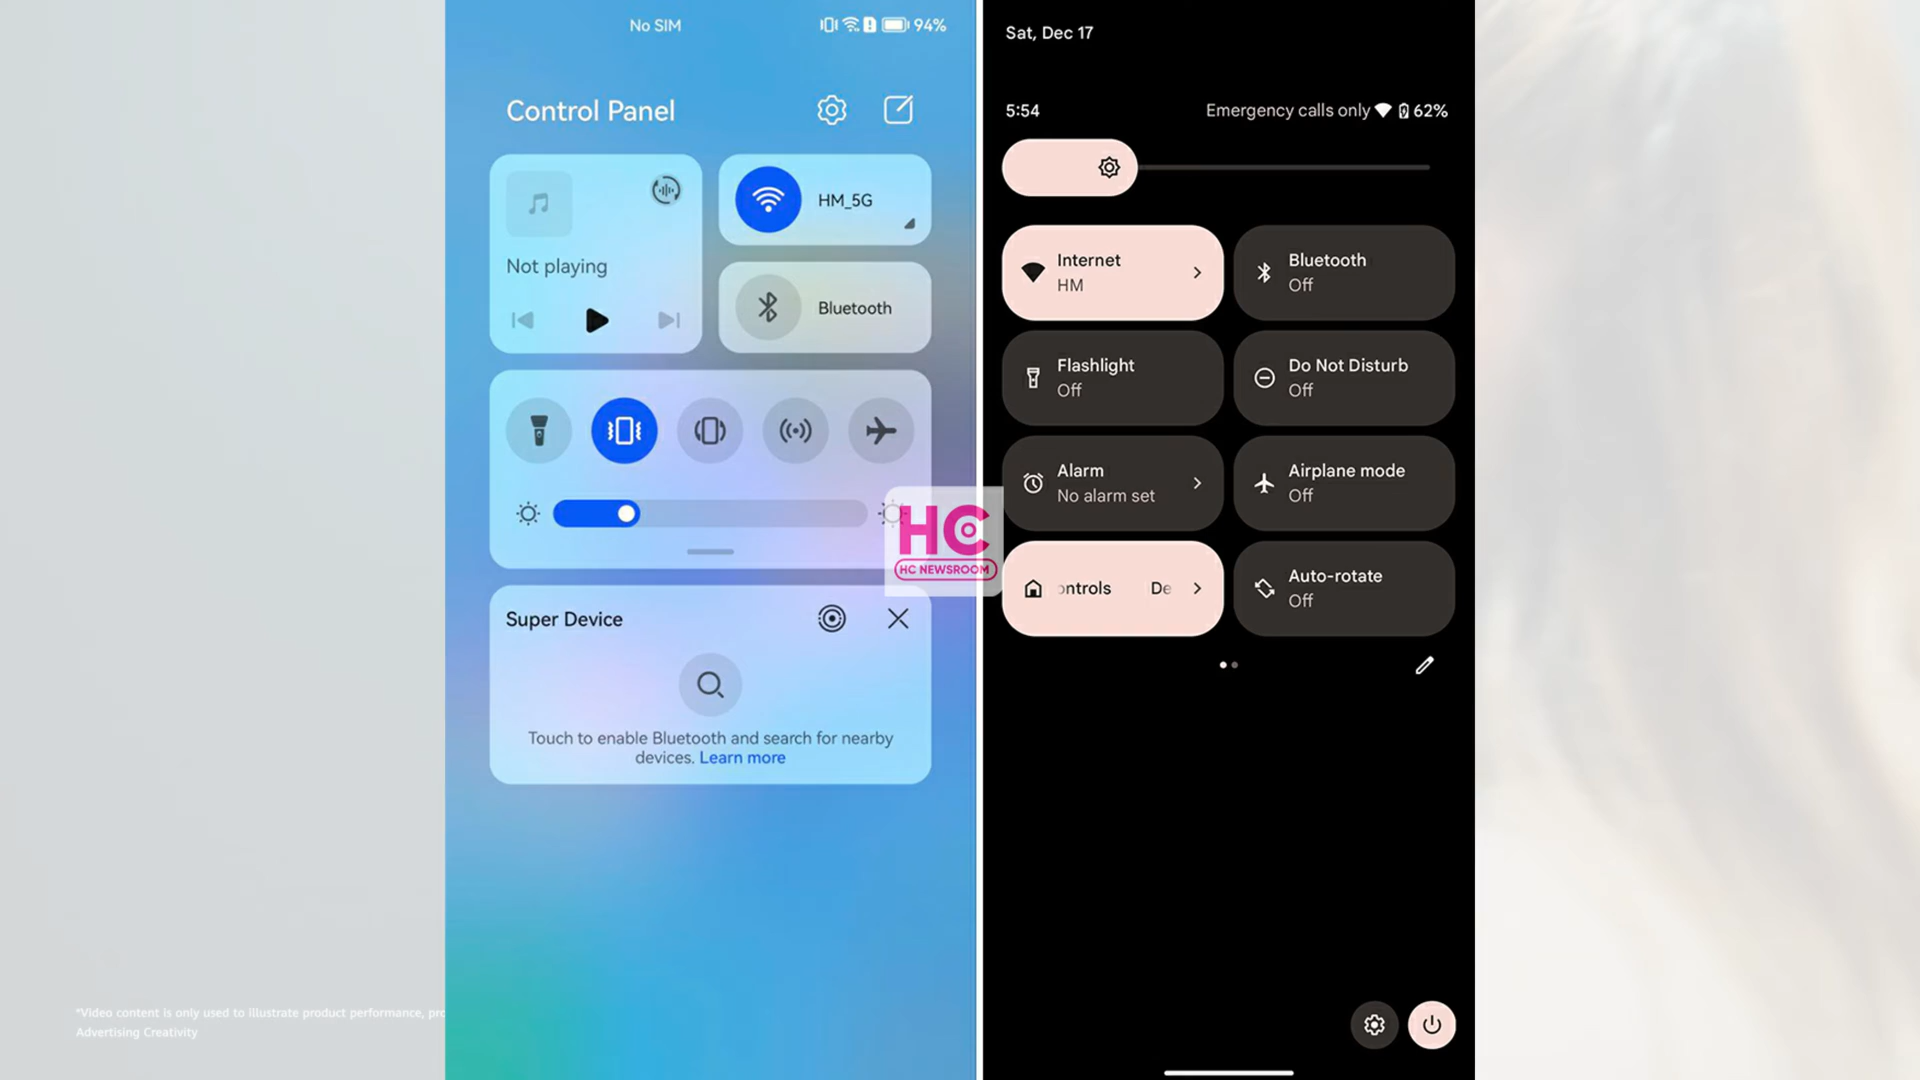 No SIM
94%
Control Panel
Not playing
HM_5G
Bluetooth
Super Device
Touch to enable Bluetooth and search for nearby
devices. Learn more
HC
HC NEWSROOM
Sat, Dec 17
5:54
Emergency calls only
62%
Internet
HM
Bluetooth
Off
Flashlight
Off
Do Not Disturb
Off
Alarm
No alarm set
Airplane mode
Off
ontrols De
Auto-rotate
Off
*Video content is only used to illustrate product performance,
Advertising Creativity